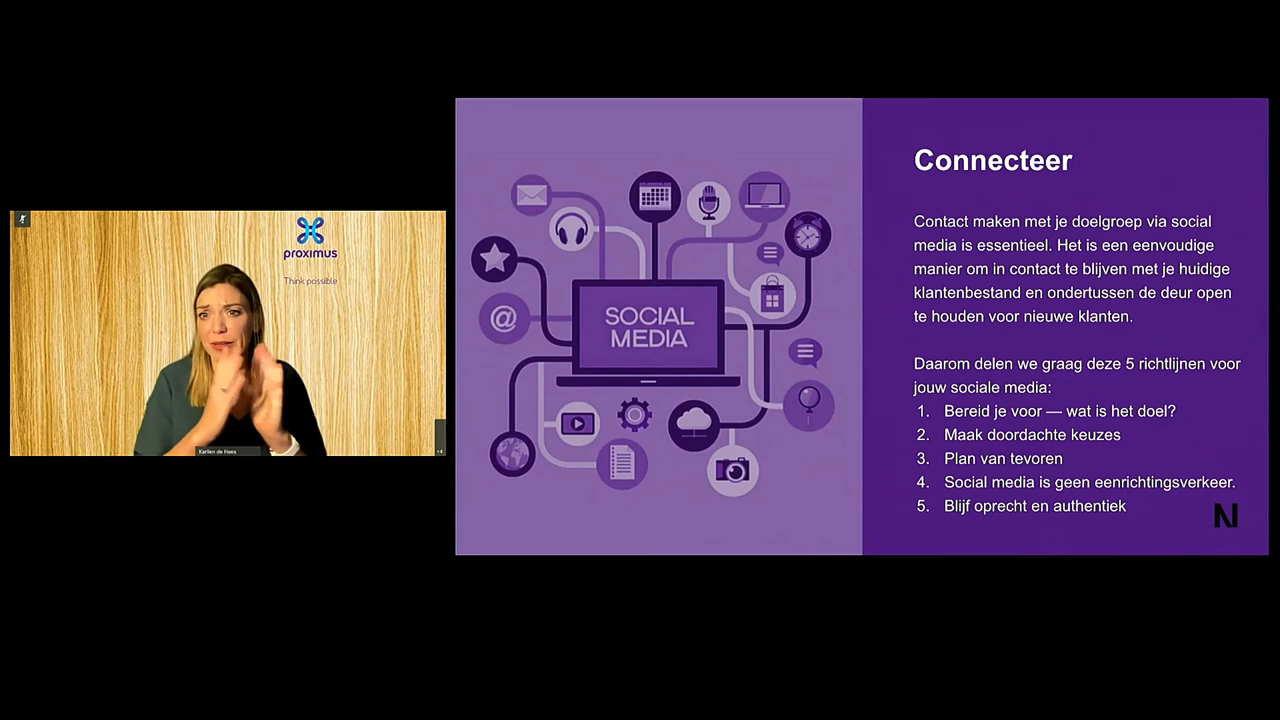 proximus
Think possible
Karlien de Haes
+4
SOCIAL
MEDIA
@
Connecteer
Contact maken met je doelgroep via social
media is essentieel. Het is een eenvoudige
manier om in contact te blijven met je huidige
klantenbestand en ondertussen de deur open
te houden voor nieuwe klanten.
Daarom delen we graag deze 5 richtlijnen voor
jouw sociale media:
1. Bereid je voor — wat is het doel?
2. Maak doordachte keuzes
3. Plan van tevoren
4. Social media is geen eenrichtingsverkeer.
5. Blijf oprecht en authentiek
N